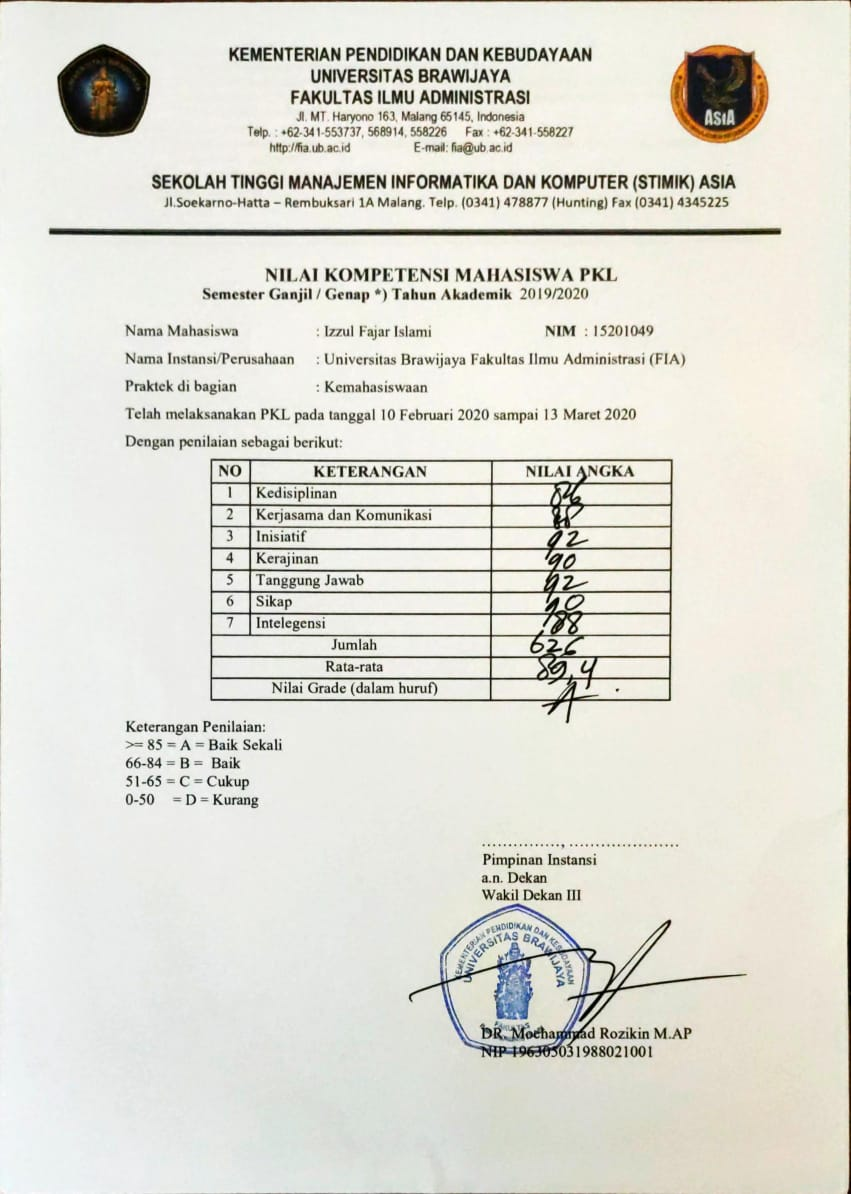 KEMENTERIAN PENDIDIKAN DAN KEBUDAYAAN
UNIVERSITAS BRAWIJAYA
FAKULTAS ILMU ADMINISTRASI
Jl. MT. Haryono 163, Malang 65145, Indonesia
Telp. : +62-341-553737, 568914, 558226 Fax : +62-341-558227
http://fia.ub.ac.id E-mail: fia@ub.ac.id
ASIA
SEKOLAH TINGGI MANAJEMEN INFORMATIKA DAN KOMPUTER (STIMIK) ASIA
Jl.Soekarno-Hatta – Rembuksari 1A Malang. Telp. (0341) 478877 (Hunting) Fax (0341) 4345225
NILAI KOMPETENSI MAHASISWA PKL
Semester Ganjil / Genap *) Tahun Akademik 2019/2020
Nama Mahasiswa : Izzul Fajar Islami NIM : 15201049
Nama Instansi/Perusahaan : Universitas Brawijaya Fakultas Ilmu Administrasi (FIA)
Praktek di bagian : Kemahasiswaan
Telah melaksanakan PKL pada tanggal 10 Februari 2020 sampai 13 Maret 2020
Dengan penilaian sebagai berikut:
NO KETERANGAN NILAI ANGKA
1 Kedisiplinan 86
2 Kerjasama dan Komunikasi 88
3 Inisiatif 92
4 Kerajinan 90
5 Tanggung Jawab 92
6 Sikap 90
7 Intelegensi 88
Jumlah 626
Rata-rata 89,4
Nilai Grade (dalam huruf) A
Keterangan Penilaian:
>= 85 = A = Baik Sekali
66-84 = B = Baik
51-65 = C = Cukup
0-50 = D = Kurang
................, ......................
Pimpinan Instansi
a.n. Dekan
Wakil Dekan III
KEMENTERIAN PENDIDIKAN DAN KEBUDAYAAN
UNIVERSITAS BRAWIJAYA
FAKULTAS
DR. Mochammad Rozikin M.AP
NIP 196305031988021001